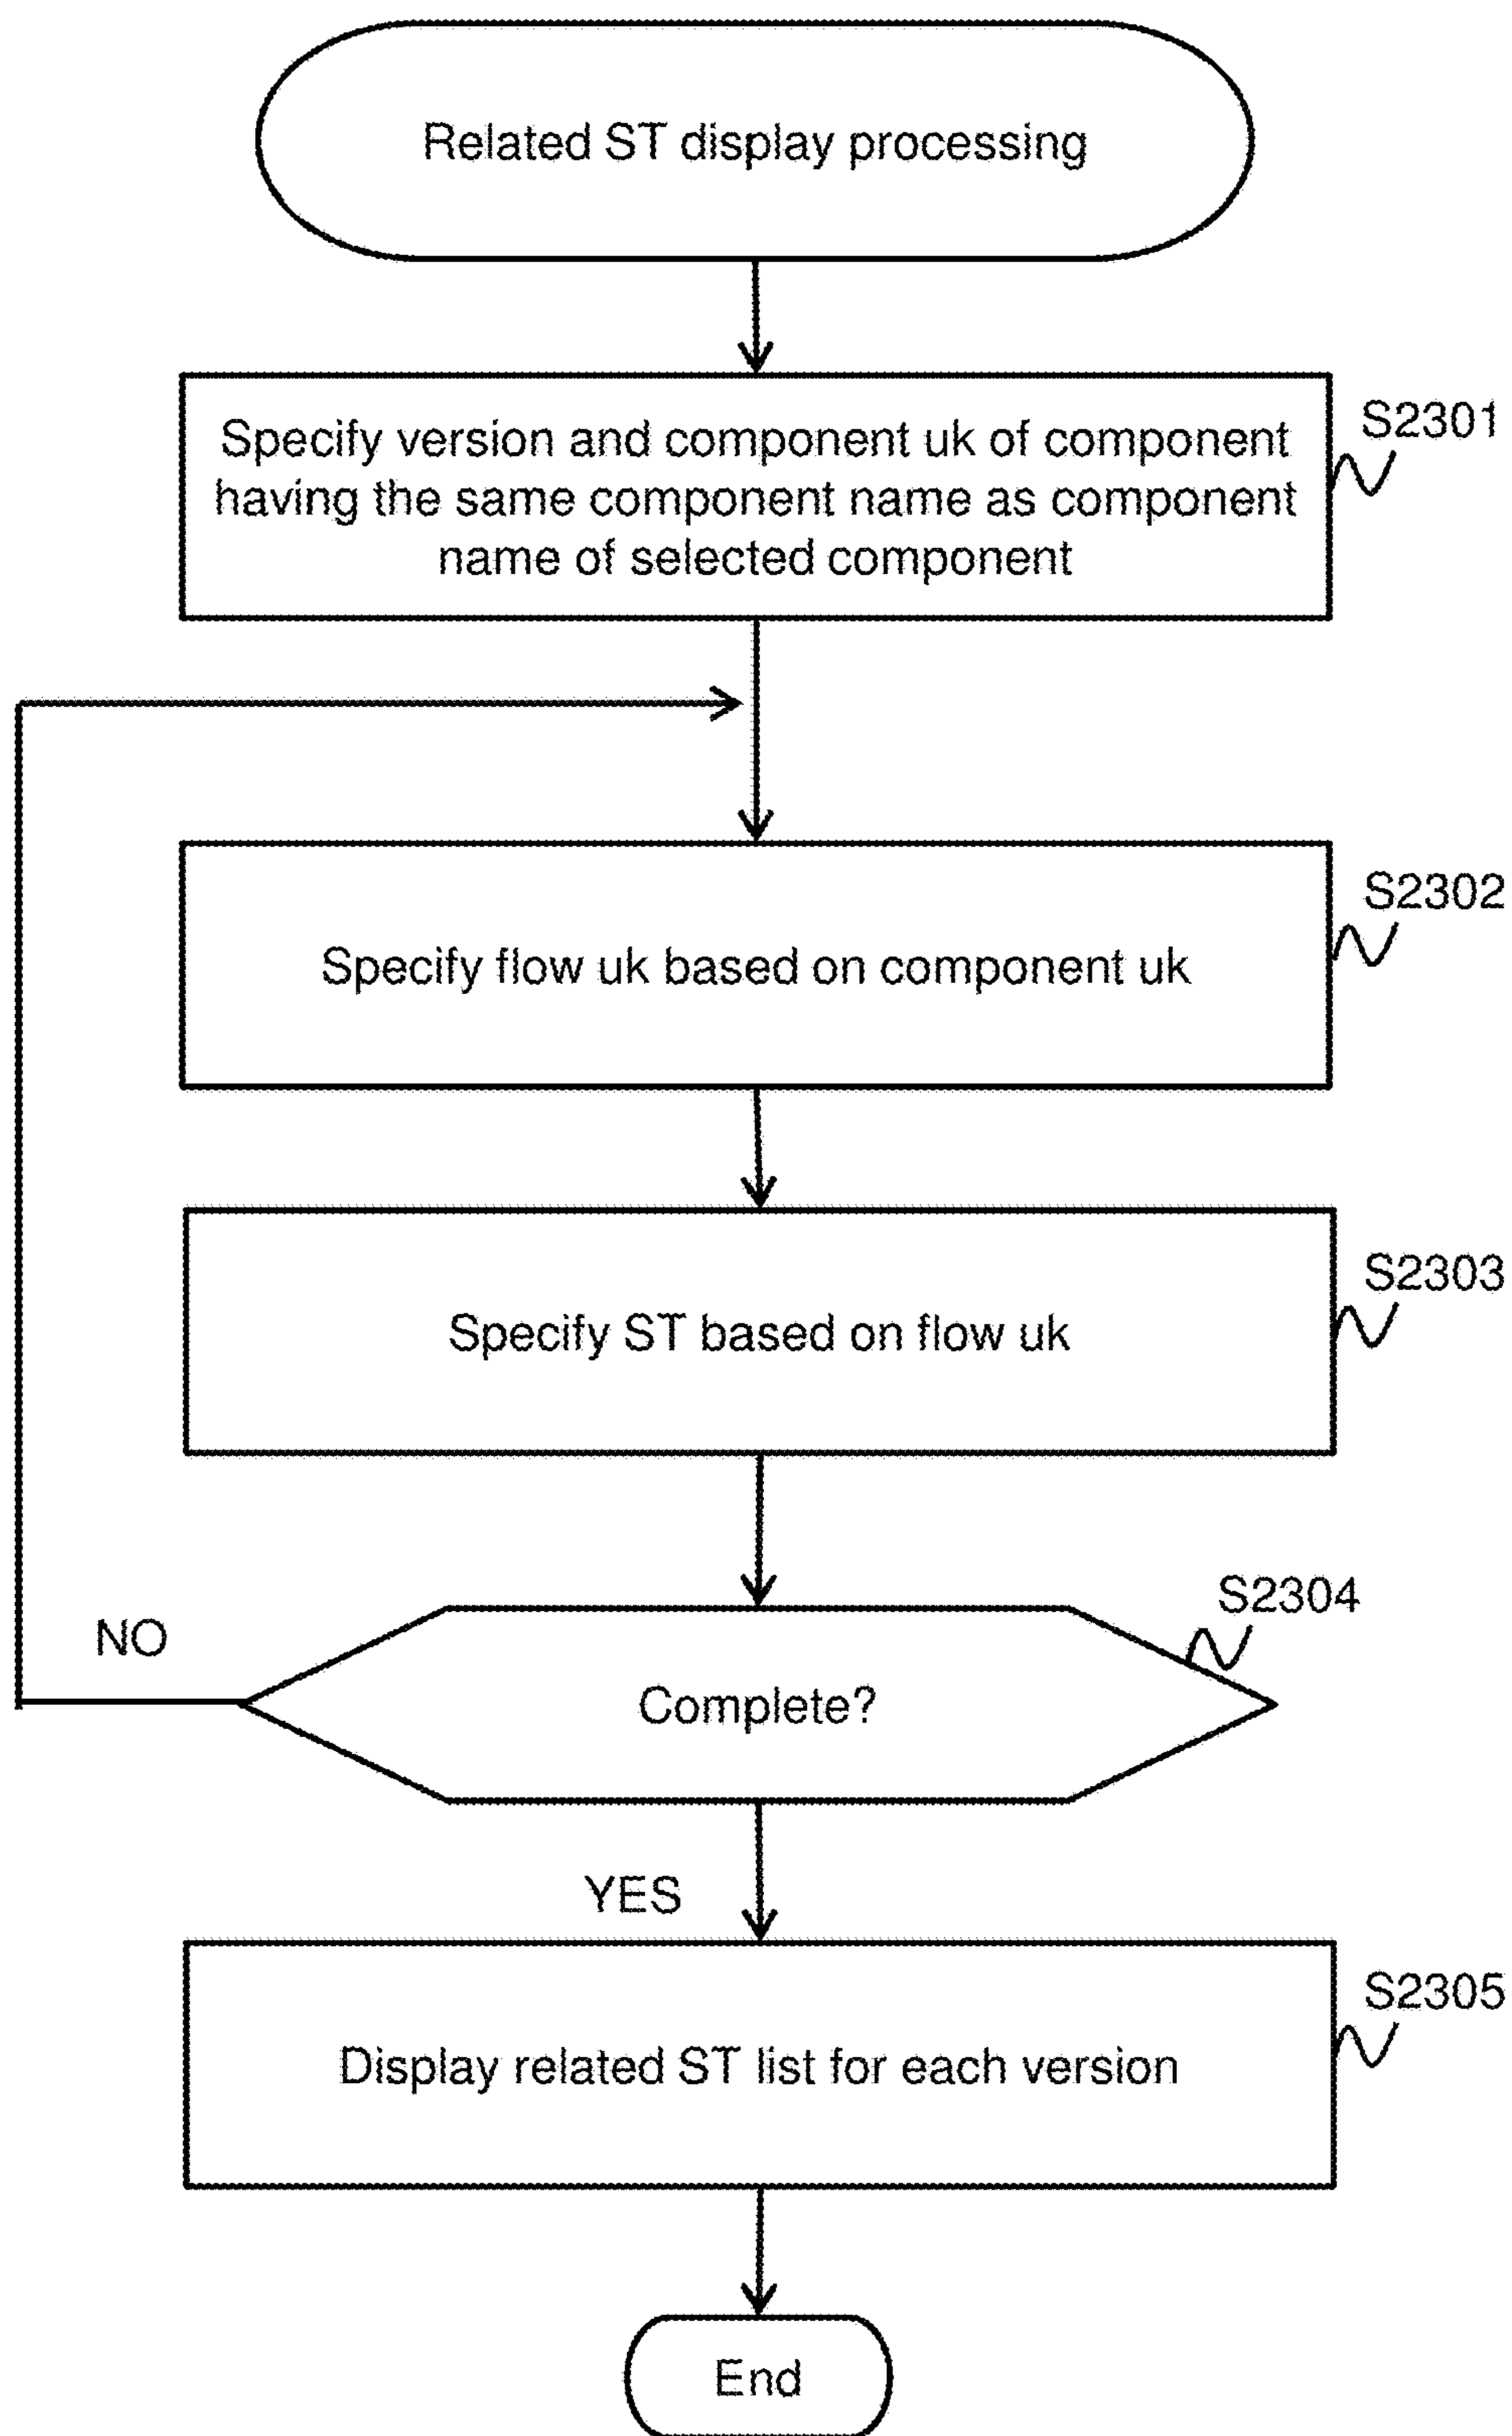 Related ST display processing
Specify version and component uk of component
having the same component name as component
name of selected component
S2301
Specify flow uk based on component uk
S2302
Specify ST based on flow uk
S2303
Complete?
S2304
NO
YES
Display related ST list for each version
S2305
End